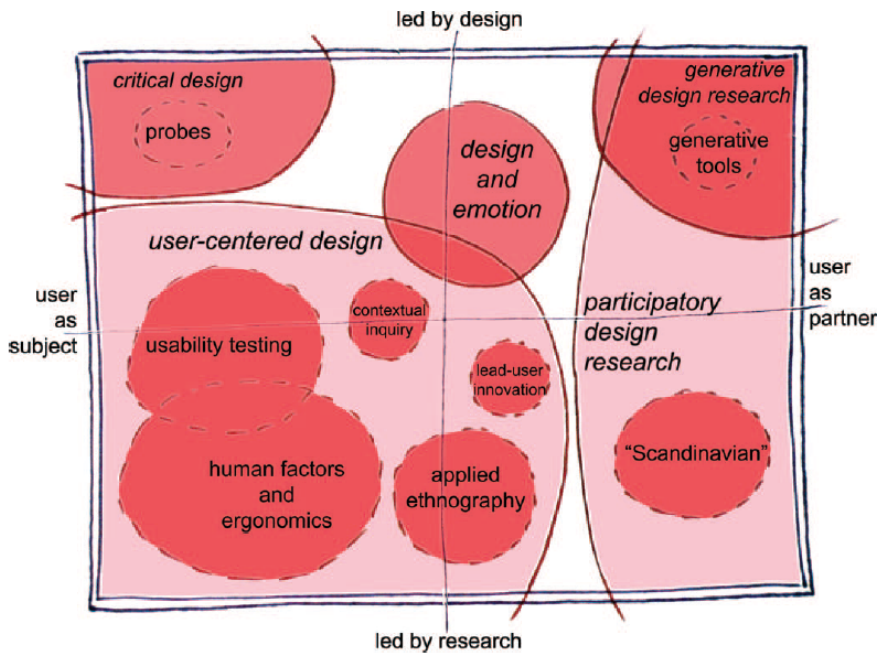 led by design
critical design
probes
generative
design research
generative
tools
design
and
emotion
user-centered design
user
as
subject
user
as
partner
contextual
inquiry
participatory
design
research
usability testing
lead-user
innovation
human factors
and
ergonomics
applied
ethnography
“Scandinavian”
led by research